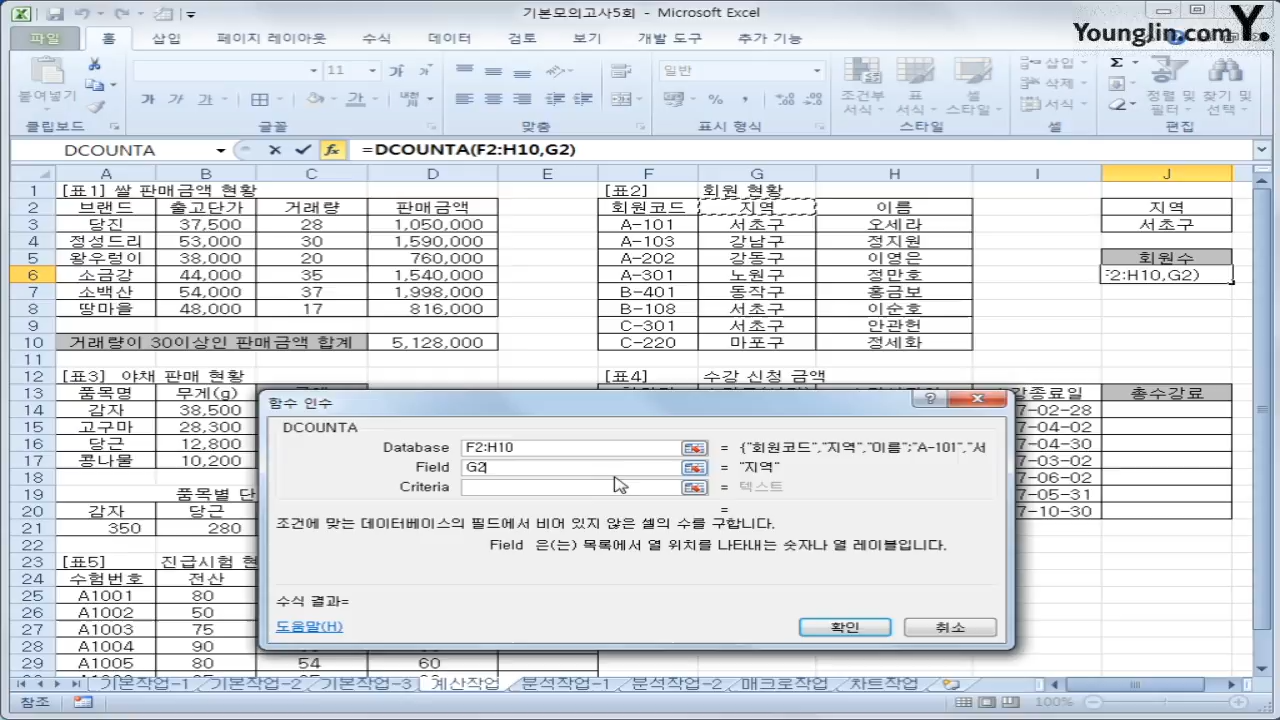 기본모의고사5회 - Microsoft Excel
Younglin.com Y.
파일 홈 삽입 페이지 레이아웃 수식 데이터 검토 보기 개발 도구 추가 기능
붙여넣기 가 가 가 11 가 가 가 내천 일반 % , 조건부 서식 표 서식 셀 스타일 삽입 삭제 서식 Σ 정렬 및 필터 찾기 및 선택
클립보드 글꼴 맞춤 표시 형식 스타일 셀 편집
DCOUNTA fx =DCOUNTA(F2:H10,G2)
A B C D E F G H I J
1 [표1] 쌀 판매금액 현황 [표2] 회원 현황
2 브랜드 출고단가 거래량 판매금액 회원코드 지역 이름 지역
3 당진 37,500 28 1,050,000 A-101 서초구 오세라 서초구
4 정성드리 53,000 30 1,590,000 A-103 강남구 정지원
5 왕우렁이 38,000 20 760,000 A-202 강동구 이영은 회원수
6 소금강 44,000 35 1,540,000 A-301 노원구 정만호 F2:H10,G2)
7 소백산 54,000 37 1,998,000 B-401 동작구 홍금보
8 땅마을 48,000 17 816,000 B-108 서초구 이순호
9 C-301 서초구 안관헌
10 거래량이 30이상인 판매금액 합계 5,128,000 C-220 마포구 정세화
11
12 [표3] 야채 판매 현황 [표4] 수강 신청 금액
13 품목명 무게(g) 강종료일 총수강료
14 감자 38,500 7-02-28
15 고구마 28,300 7-04-01
16 당근 12,800 7-04-30
17 콩나물 10,200 7-03-02
18 7-06-02
19 품목별 단 7-05-31
20 감자 당근 7-10-30
21 350 280
22
23 [표5] 진급시험 현
24 수험번호 전산
25 A1001 80
26 A1002 50
27 A1003 75
28 A1004 90
29 A1005 80 54 60
함수 인수
DCOUNTA
Database F2:H10 = {"회원코드","지역","이름";"A-101","서
Field G2 = "지역"
Criteria = 텍스트
=
조건에 맞는 데이터베이스의 필드에서 비어 있지 않은 셀의 수를 구합니다.
Field 은(는) 목록에서 열 위치를 나타내는 숫자나 열 레이블입니다.
수식 결과=
도움말(H) 확인 취소
기본작업-1 기본작업-2 기본작업-3 계산작업 분석작업-1 분석작업-2 매크로작업 차트작업
참조 100%